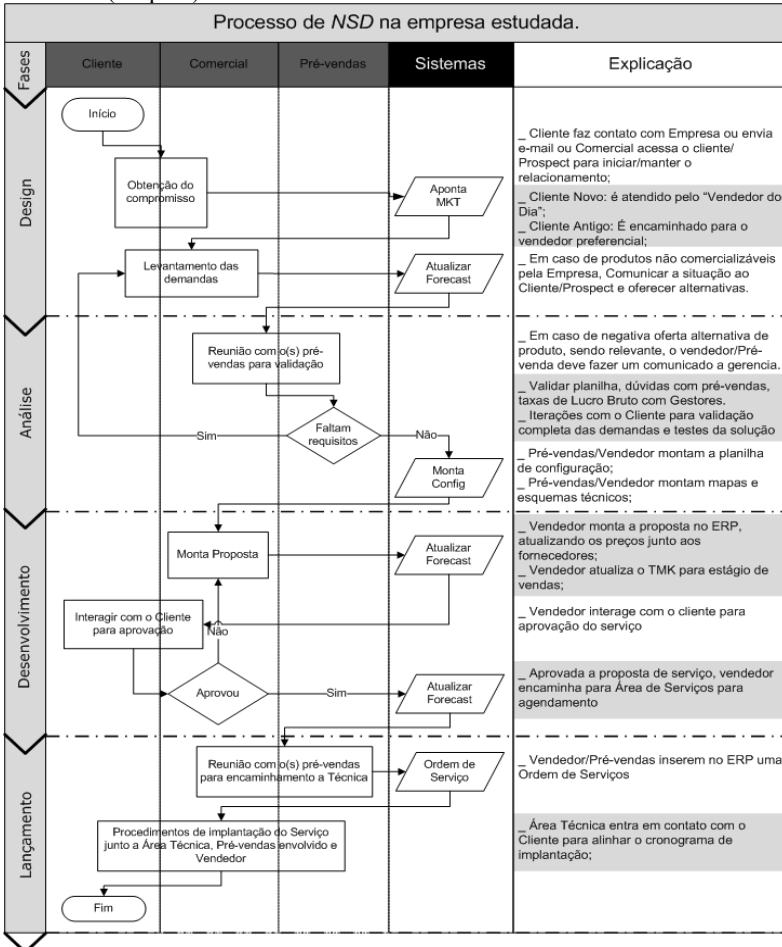 Processo de NSD na empresa estudada.
Fases
Cliente
Comercial
Pré-vendas
Sistemas
Explicação
Design
Início
Obtenção do
compromisso
Aponta
MKT
Levantamento das
demandas
Atualizar
Forecast
_ Cliente faz contato com Empresa ou envia
e-mail ou Comercial acessa o cliente/
Prospect para iniciar/manter o
relacionamento;
_ Cliente Novo: é atendido pelo “Vendedor do
Dia”;
_ Cliente Antigo: É encaminhado para o
vendedor preferencial;
_ Em caso de produtos não comercializáveis
pela Empresa, Comunicar a situação ao
Cliente/Prospect e oferecer alternativas.
Análise
Reunião com o(s) pré-
vendas para validação
Faltam
requisitos
Sim
Não
Monta
Config
_ Em caso de negativa oferta alternativa de
produto, sendo relevante, o vendedor/Pré-
venda deve fazer um comunicado a gerencia.
_ Validar planilha, dúvidas com pré-vendas,
taxas de Lucro Bruto com Gestores.
_ Iterações com o Cliente para validação
completa das demandas e testes da solução
_ Pré-vendas/Vendedor montam a planilha
de configuração;
_ Pré-vendas/Vendedor montam mapas e
esquemas técnicos;
Desenvolvimento
Monta Proposta
Atualizar
Forecast
Interagir com o Cliente
para aprovação
Não
Aprovou
Sim
Atualizar
Forecast
_ Vendedor monta a proposta no ERP,
atualizando os preços junto aos
fornecedores;
_ Vendedor atualiza o TMK para estágio de
vendas;
_ Vendedor interage com o cliente para
aprovação do serviço
_ Aprovada a proposta de serviço, vendedor
encaminha para Área de Serviços para
agendamento
Lançamento
Reunião com o(s) pré-vendas
para encaminhamento a Técnica
Ordem de
Serviço
Procedimentos de implantação do Serviço
junto a Área Técnica, Pré-vendas envolvido e
Vendedor
Fim
_ Vendedor/Pré-vendas inserem no ERP uma
Ordem de Serviços
_ Área Técnica entra em contato com o
Cliente para alinhar o cronograma de
implantação;